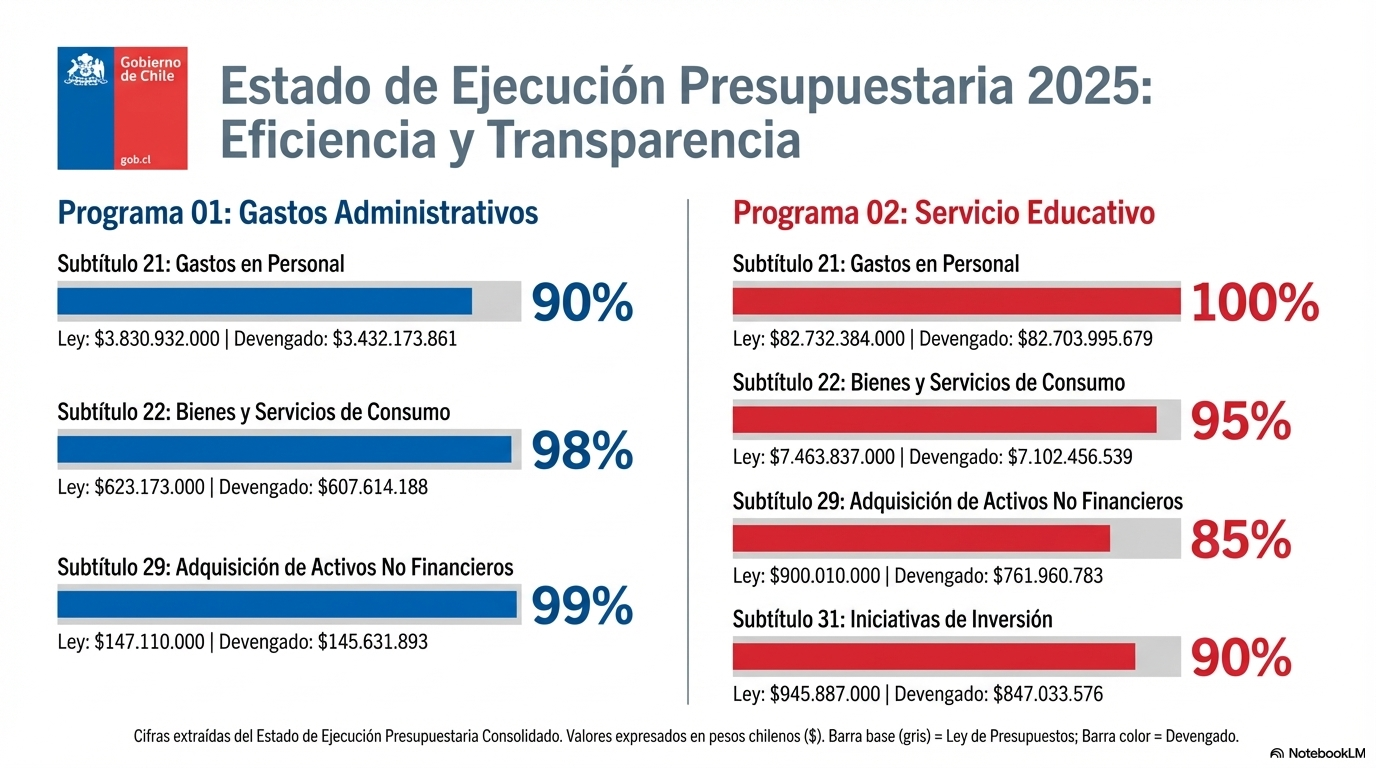 Gobierno
de Chile
gob.cl
Estado de Ejecución Presupuestaria 2025:
Eficiencia y Transparencia
Programa 01: Gastos Administrativos
Subtítulo 21: Gastos en Personal
90%
Ley: $3.830.932.000 | Devengado: $3.432.173.861
Subtítulo 22: Bienes y Servicios de Consumo
98%
Ley: $623.173.000 | Devengado: $607.614.188
Subtítulo 29: Adquisición de Activos No Financieros
99%
Ley: $147.110.000 | Devengado: $145.631.893
Programa 02: Servicio Educativo
Subtítulo 21: Gastos en Personal
100%
Ley: $82.732.384.000 | Devengado: $82.703.995.679
Subtítulo 22: Bienes y Servicios de Consumo
95%
Ley: $7.463.837.000 | Devengado: $7.102.456.539
Subtítulo 29: Adquisición de Activos No Financieros
85%
Ley: $900.010.000 | Devengado: $761.960.783
Subtítulo 31: Iniciativas de Inversión
90%
Ley: $945.887.000 | Devengado: $847.033.576
Cifras extraídas del Estado de Ejecución Presupuestaria Consolidado. Valores expresados en pesos chilenos ($). Barra base (gris) = Ley de Presupuestos; Barra color = Devengado.
NotebookLM